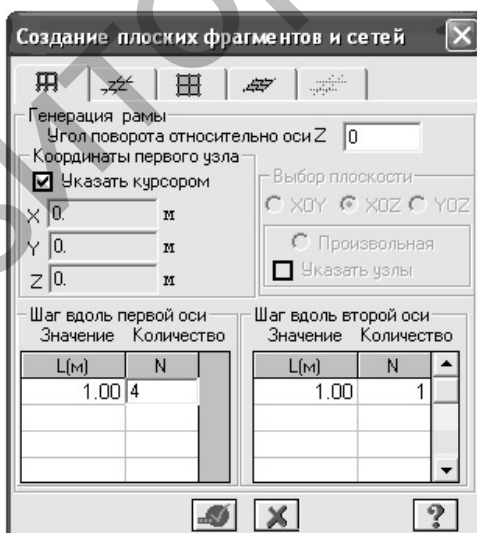 Создание плоских фрагментов и сетей
Генерация рамы
Угол поворота относительно оси Z 0
Координаты первого узла
Указать курсором
X 0. м
Y 0. м
Z 0. м
Выбор плоскости
XOY XOZ YOZ
Произвольная
Указать узлы
Шаг вдоль первой оси
Значение Количество
L(м) N
1.00 4
Шаг вдоль второй оси
Значение Количество
L(м) N
1.00 1
?